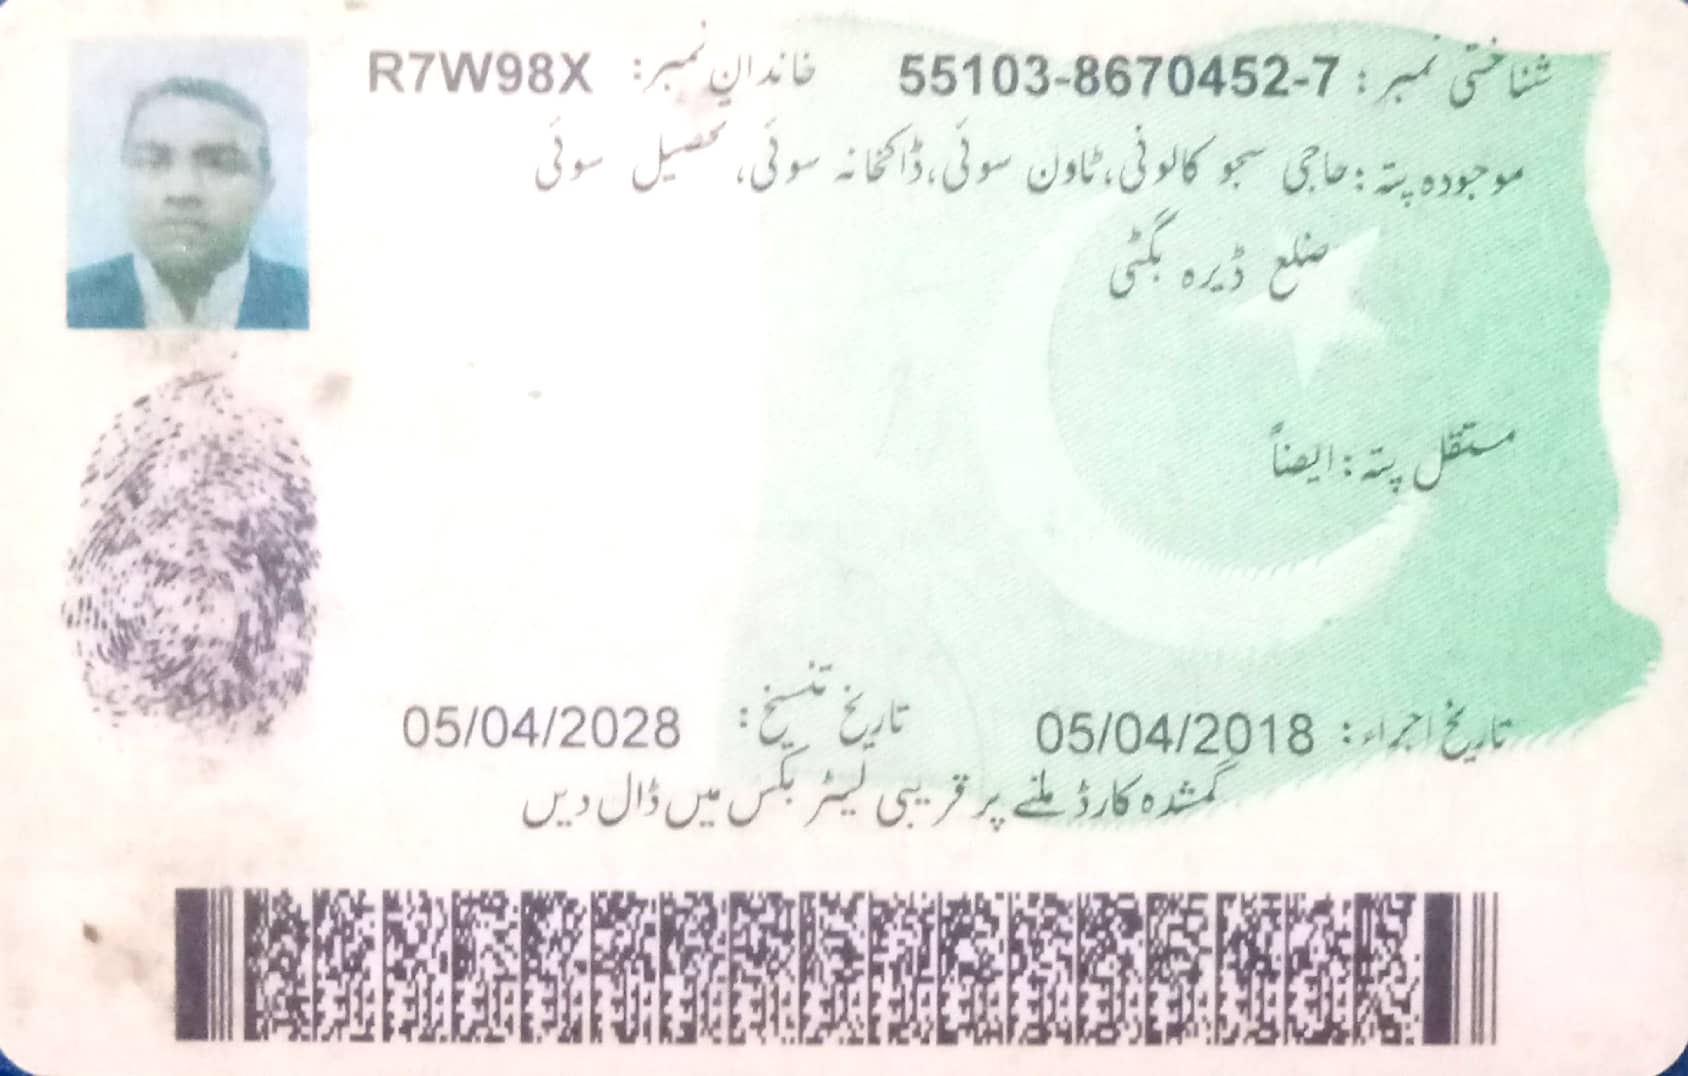 شناختی نمبر: 55103-8670452-7 خاندان نمبر: R7W98X
موجودہ پتہ: حاجی سجو کالونی، ٹاون سوئی، ڈاکخانہ سوئی، تحصیل سوئی
ضلع ڈیرہ بگٹی
مستقل پتہ: ایضاً
تاریخ اجراء: 05/04/2018 تاریخ تنسیخ: 05/04/2028
گمشدہ کارڈ ملنے پر قریبی لیٹر بکس میں ڈال دیں